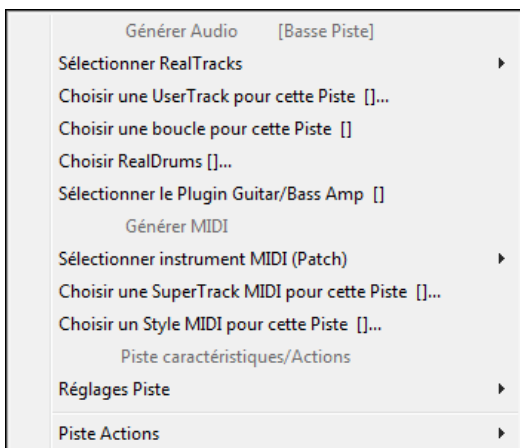 Générer Audio [Basse Piste]
Sélectionner RealTracks
Choisir une UserTrack pour cette Piste []...
Choisir une boucle pour cette Piste []
Choisir RealDrums []...
Sélectionner le Plugin Guitar/Bass Amp []
Générer MIDI
Sélectionner instrument MIDI (Patch)
Choisir une SuperTrack MIDI pour cette Piste []...
Choisir un Style MIDI pour cette Piste []...
Piste caractéristiques/Actions
Réglages Piste
Piste Actions